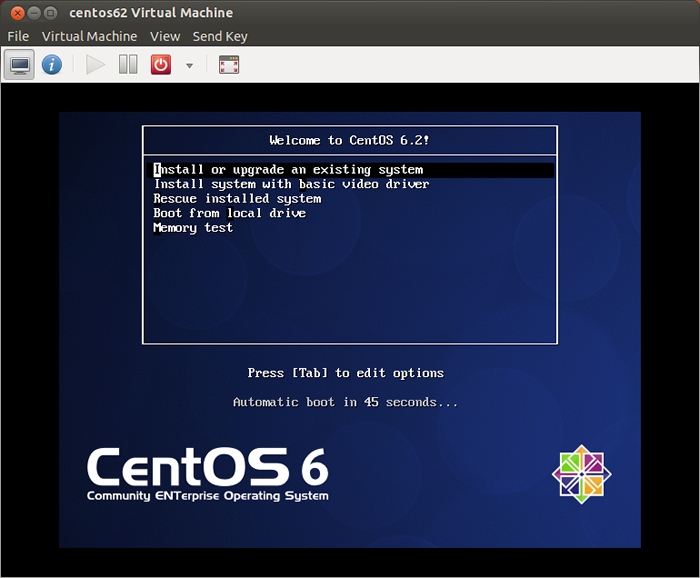 centos62 Virtual Machine
File Virtual Machine View Send Key
Welcome to CentOS 6.2!
Install or upgrade an existing system
Install system with basic video driver
Rescue installed system
Boot from local drive
Memory test
Press [Tab] to edit options
Automatic boot in 45 seconds...
CentOS 6
Community ENTerprise Operating System